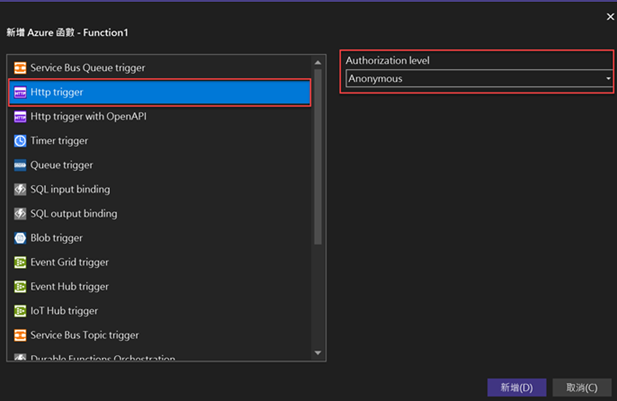 新增 Azure 函數 - Function1
Service Bus Queue trigger
Http trigger
Http trigger with OpenAPI
Timer trigger
Queue trigger
SQL input binding
SQL output binding
Blob trigger
Event Grid trigger
Event Hub trigger
IoT Hub trigger
Service Bus Topic trigger
Durable Functions Orchestration
Authorization level
Anonymous
新增(D)
取消(C)